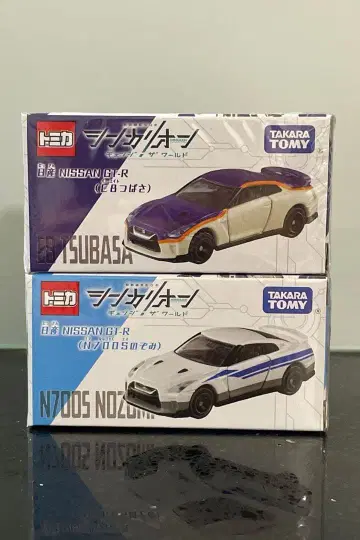 トミカ
シンカリオン
チェンジ ザ ワールド
TAKARA
TOMY
日産 NISSAN GT-R
(E8つばさ)
E8 TSUBASA
トミカ
シンカリオン
チェンジ ザ ワールド
TAKARA
TOMY
日産 NISSAN GT-R
(N700Sのぞみ)
N700S NOZOMI